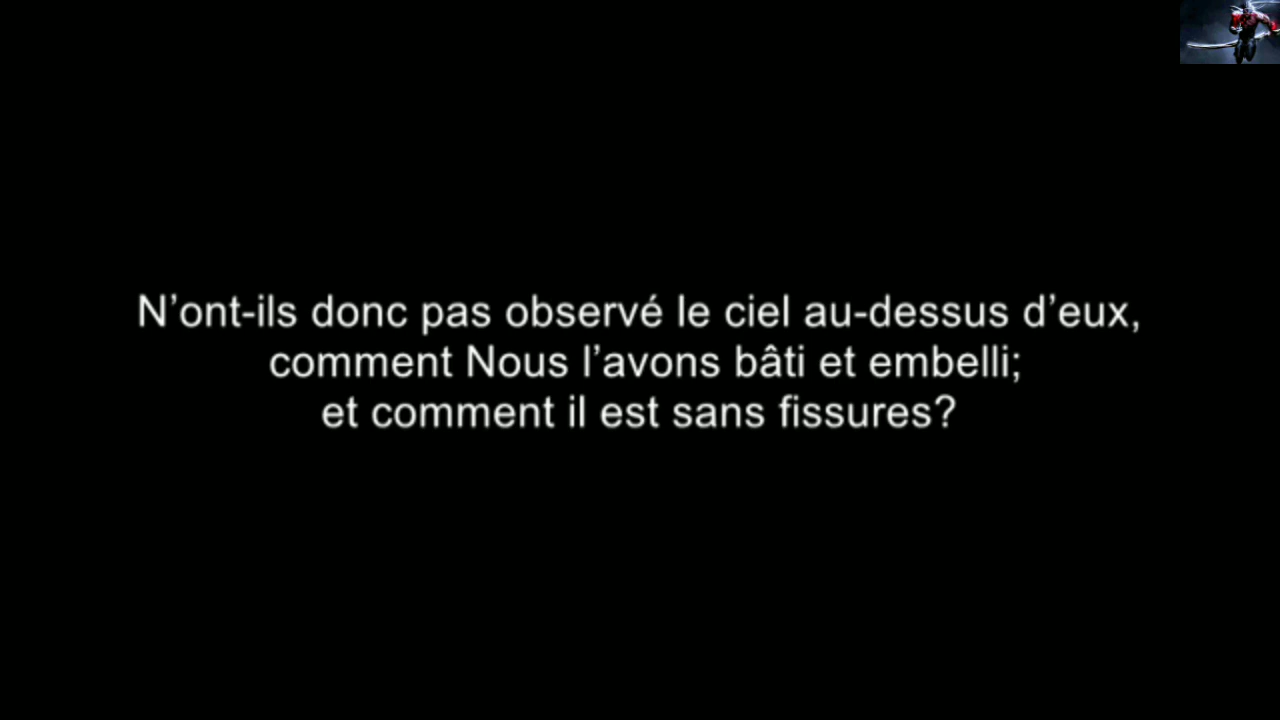 N’ont-ils donc pas observé le ciel au-dessus d’eux,
comment Nous l’avons bâti et embelli;
et comment il est sans fissures?